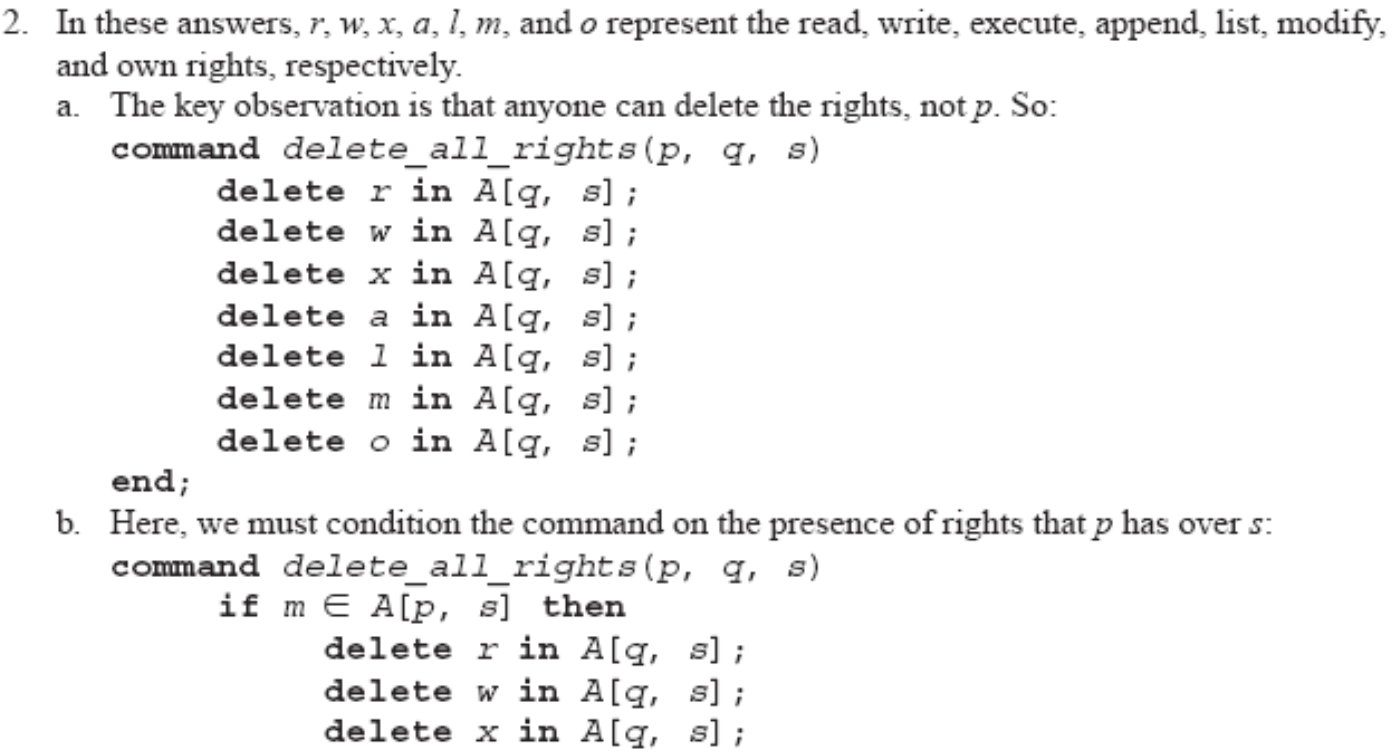 2. In these answers, r, w, x, a, l, m, and o represent the read, write, execute, append, list, modify,
and own rights, respectively.
a. The key observation is that anyone can delete the rights, not p. So:
command delete_all_rights(p, q, s)
delete r in A[q, s];
delete w in A[q, s];
delete x in A[q, s];
delete a in A[q, s];
delete l in A[q, s];
delete m in A[q, s];
delete o in A[q, s];
end;
b. Here, we must condition the command on the presence of rights that p has over s:
command delete_all_rights(p, q, s)
if m ∈ A[p, s] then
delete r in A[q, s];
delete w in A[q, s];
delete x in A[q, s];